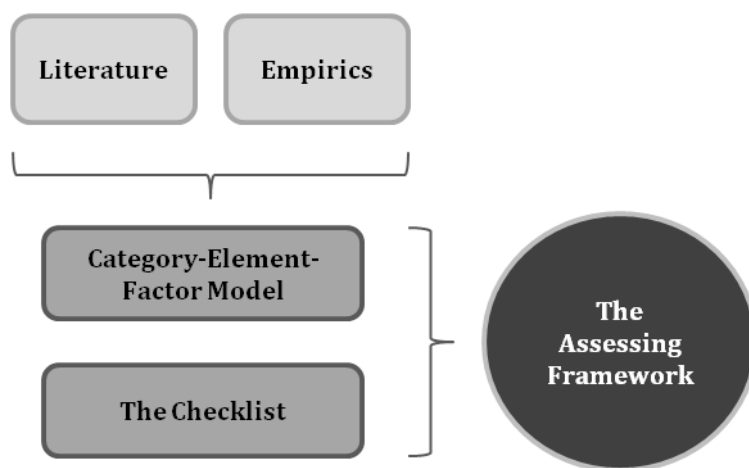 Literature
Empirics
Category-Element-
Factor Model
The Checklist
The
Assessing
Framework